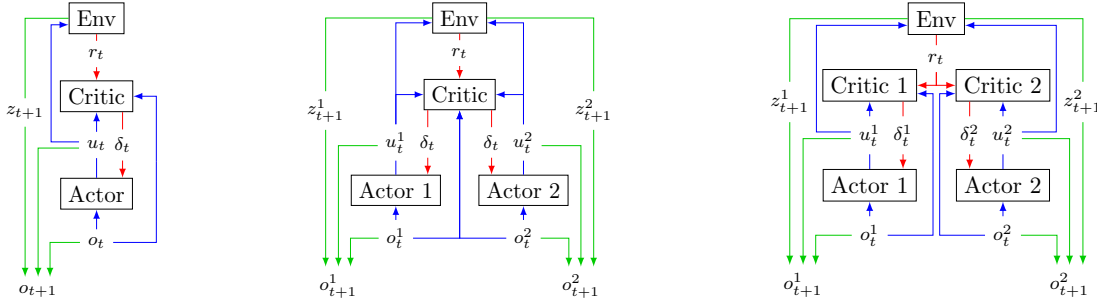 Env
r_t
Critic
z_{t+1}
u_t δ_t
Actor
o_t
o_{t+1}
Env
r_t
Critic
z^1_{t+1} z^2_{t+1}
u^1_t δ_t δ_t u^2_t
Actor 1 Actor 2
o^1_t o^2_t
o^1_{t+1} o^2_{t+1}
Env
r_t
Critic 1 Critic 2
z^1_{t+1} z^2_{t+1}
u^1_t δ^1_t δ^2_t u^2_t
Actor 1 Actor 2
o^1_t o^2_t
o^1_{t+1} o^2_{t+1}